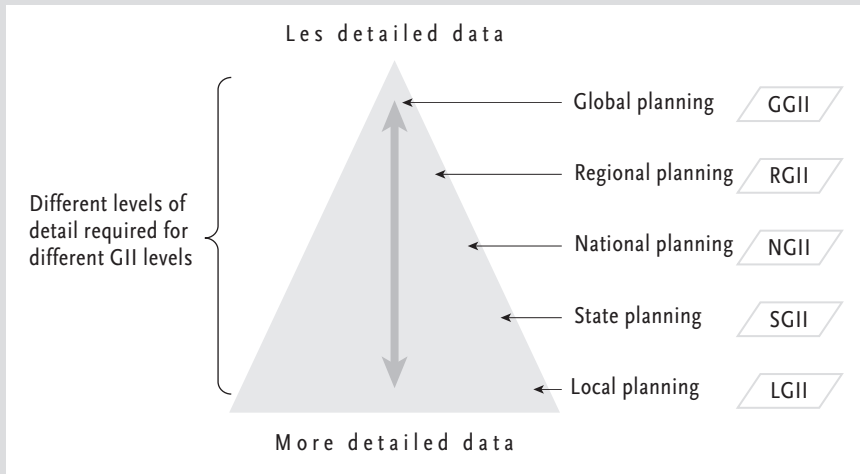 Les detailed data
Global planning
GGII
Regional planning
RGII
Different levels of
detail required for
different GII levels
National planning
NGII
State planning
SGII
Local planning
LGII
More detailed data